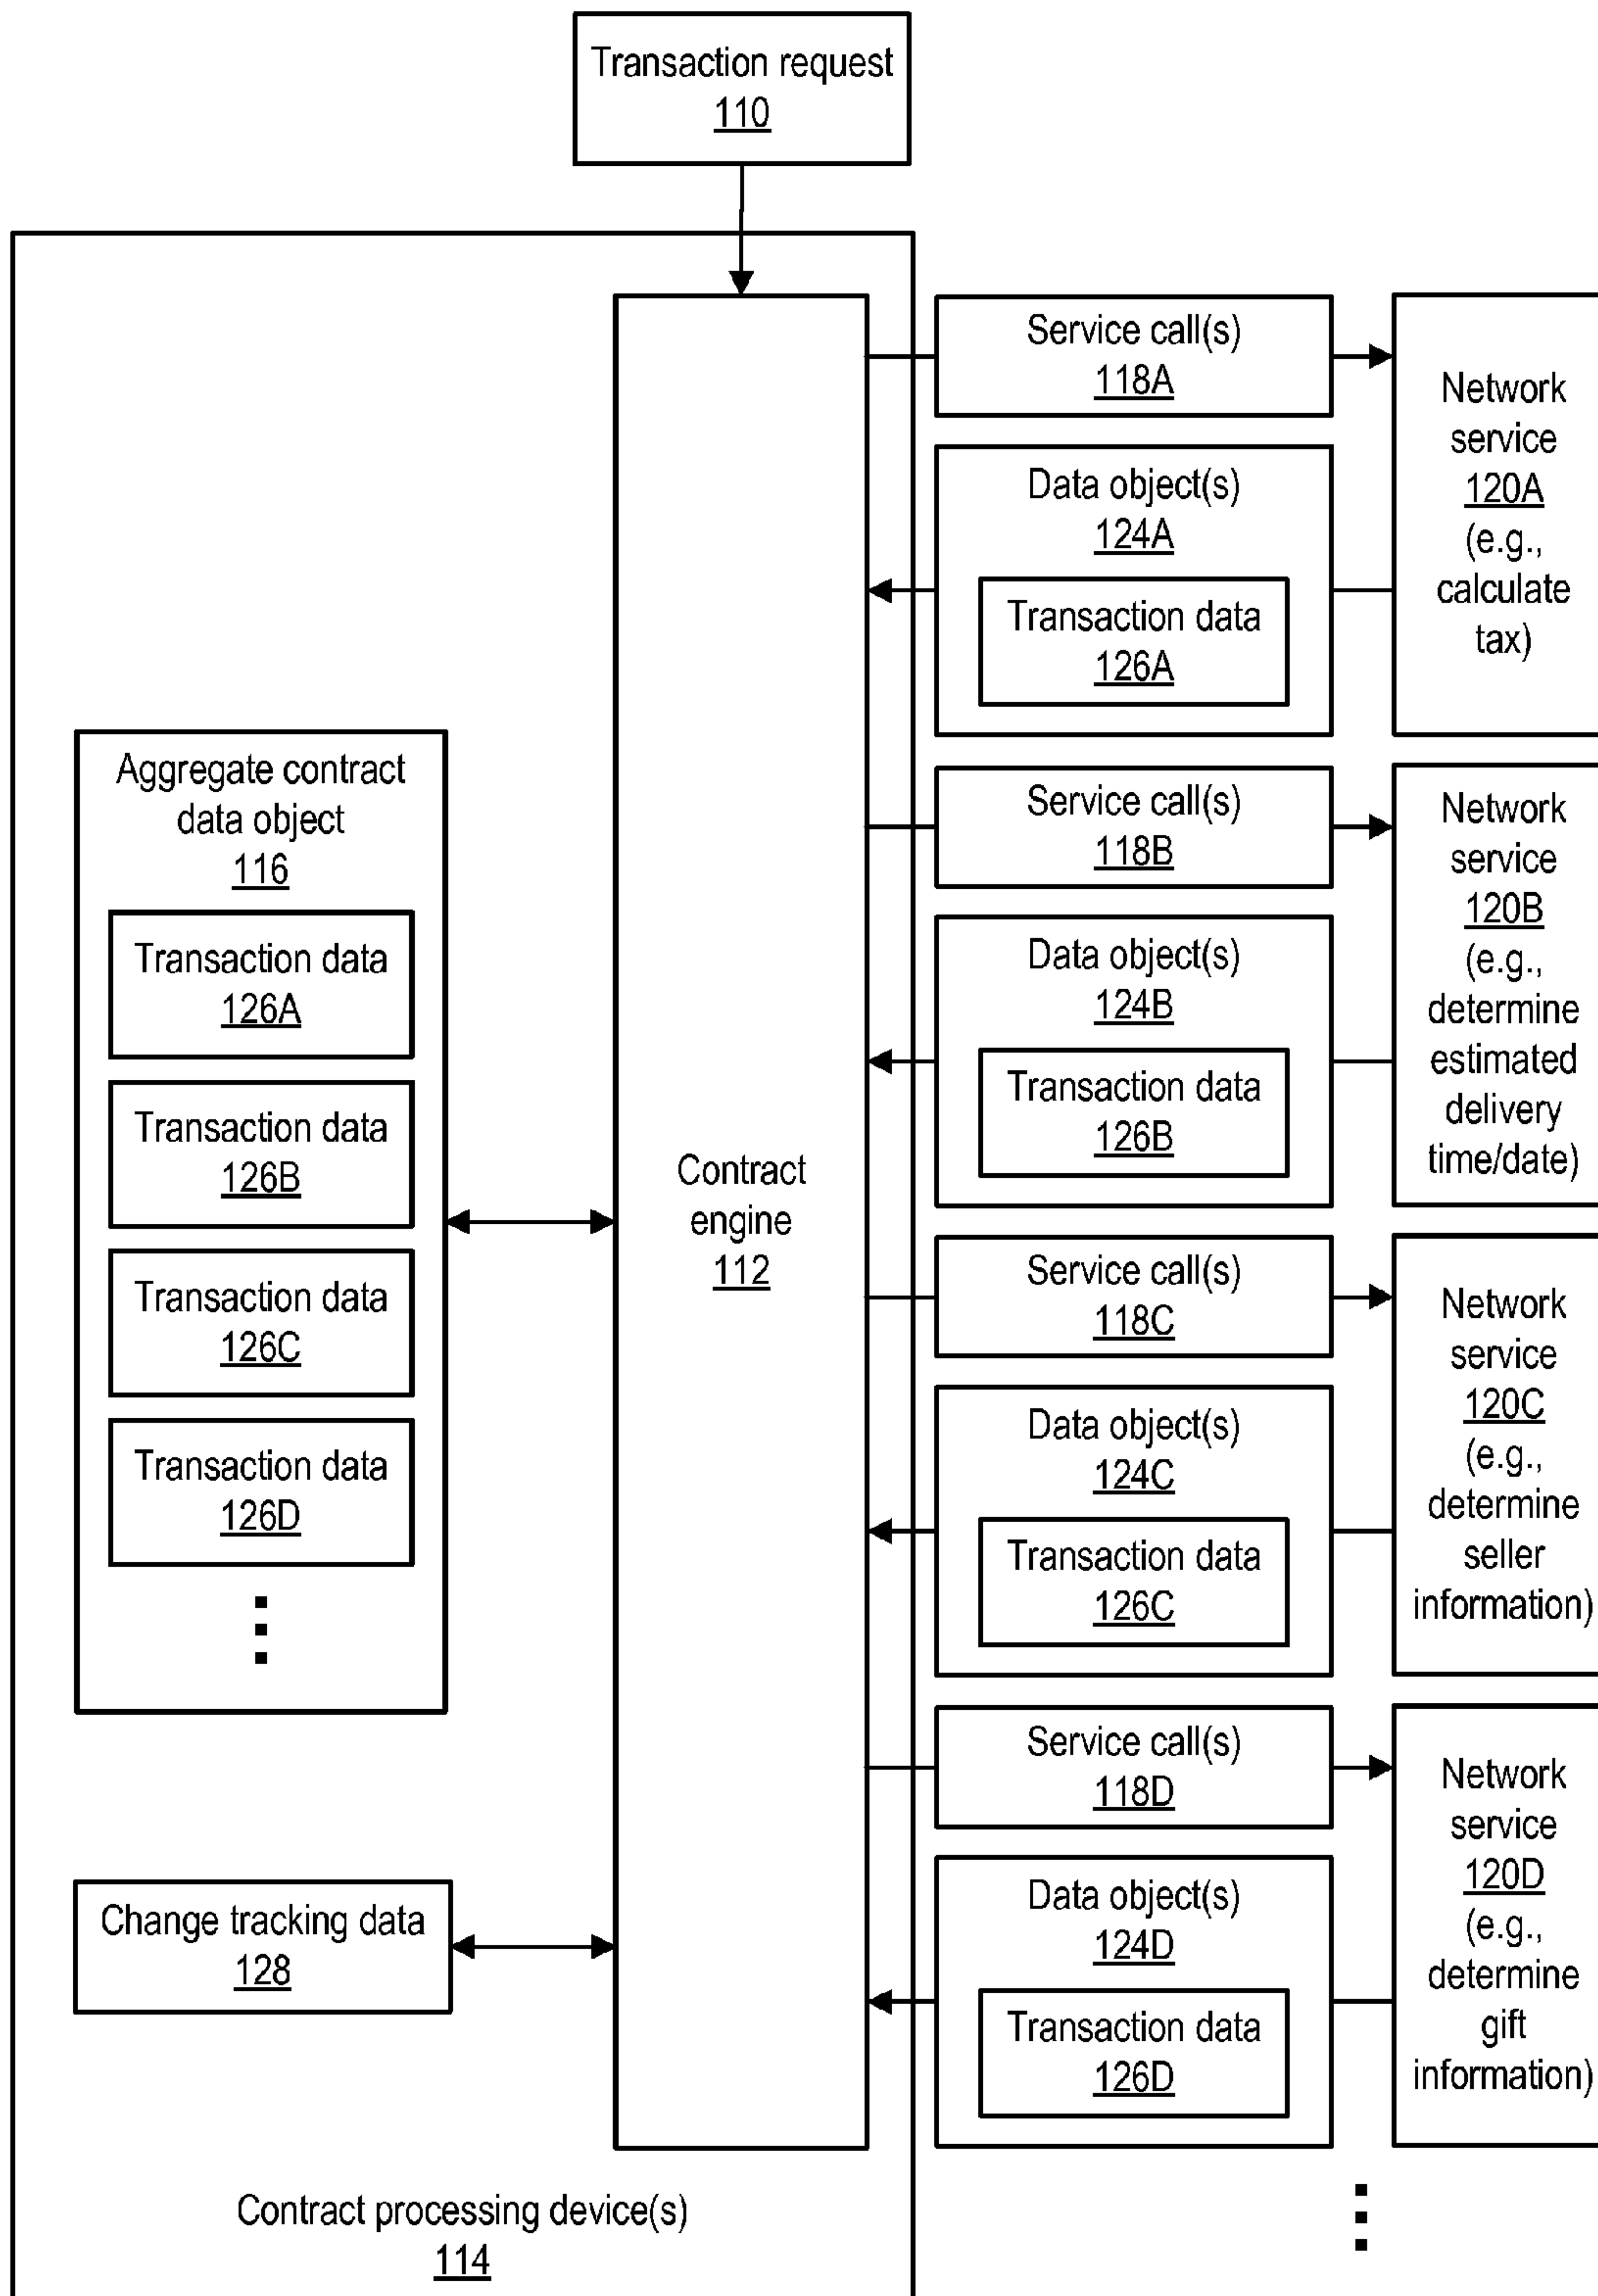 Transaction request
110
Service call(s)
118A
Network
service
120A
(e.g.,
calculate
tax)
Data object(s)
124A
Transaction data
126A
Aggregate contract
data object
116
Transaction data
126A
Transaction data
126B
Transaction data
126C
Transaction data
126D
Contract
engine
112
Service call(s)
118B
Network
service
120B
(e.g.,
determine
estimated
delivery
time/date)
Data object(s)
124B
Transaction data
126B
Service call(s)
118C
Network
service
120C
(e.g.,
determine
seller
information)
Data object(s)
124C
Transaction data
126C
Service call(s)
118D
Network
service
120D
(e.g.,
determine
gift
information)
Data object(s)
124D
Transaction data
126D
Change tracking data
128
Contract processing device(s)
114